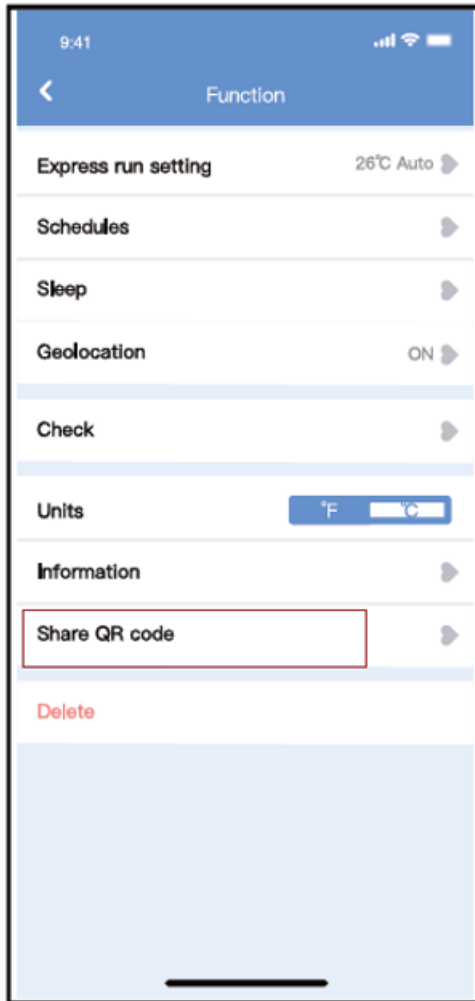 9:41
Function
Express run setting 26°C Auto
Schedules
Sleep
Geolocation ON
Check
Units °F °C
Information
Share QR code
Delete